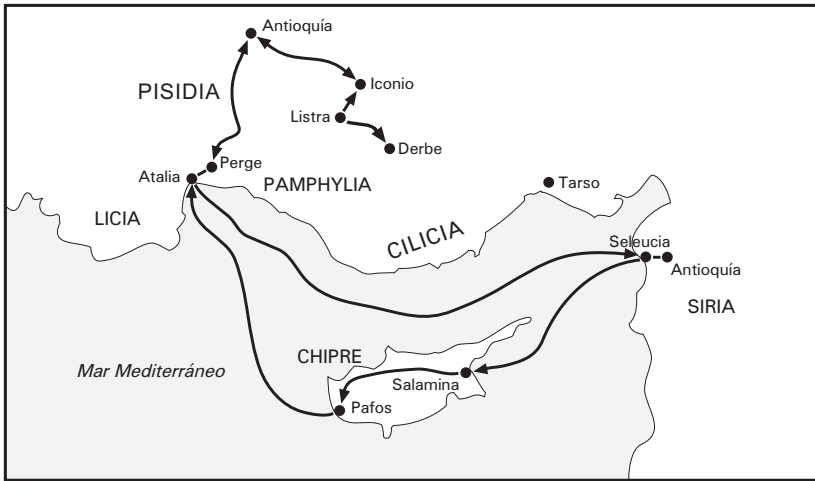 Antioquía
PISIDIA
Iconio
Listra
Derbe
Perge
Atalia
PAMPHYLIA
Tarso
LICIA
CILICIA
Seleucia
Antioquía
SIRIA
CHIPRE
Mar Mediterráneo
Salamina
Pafos